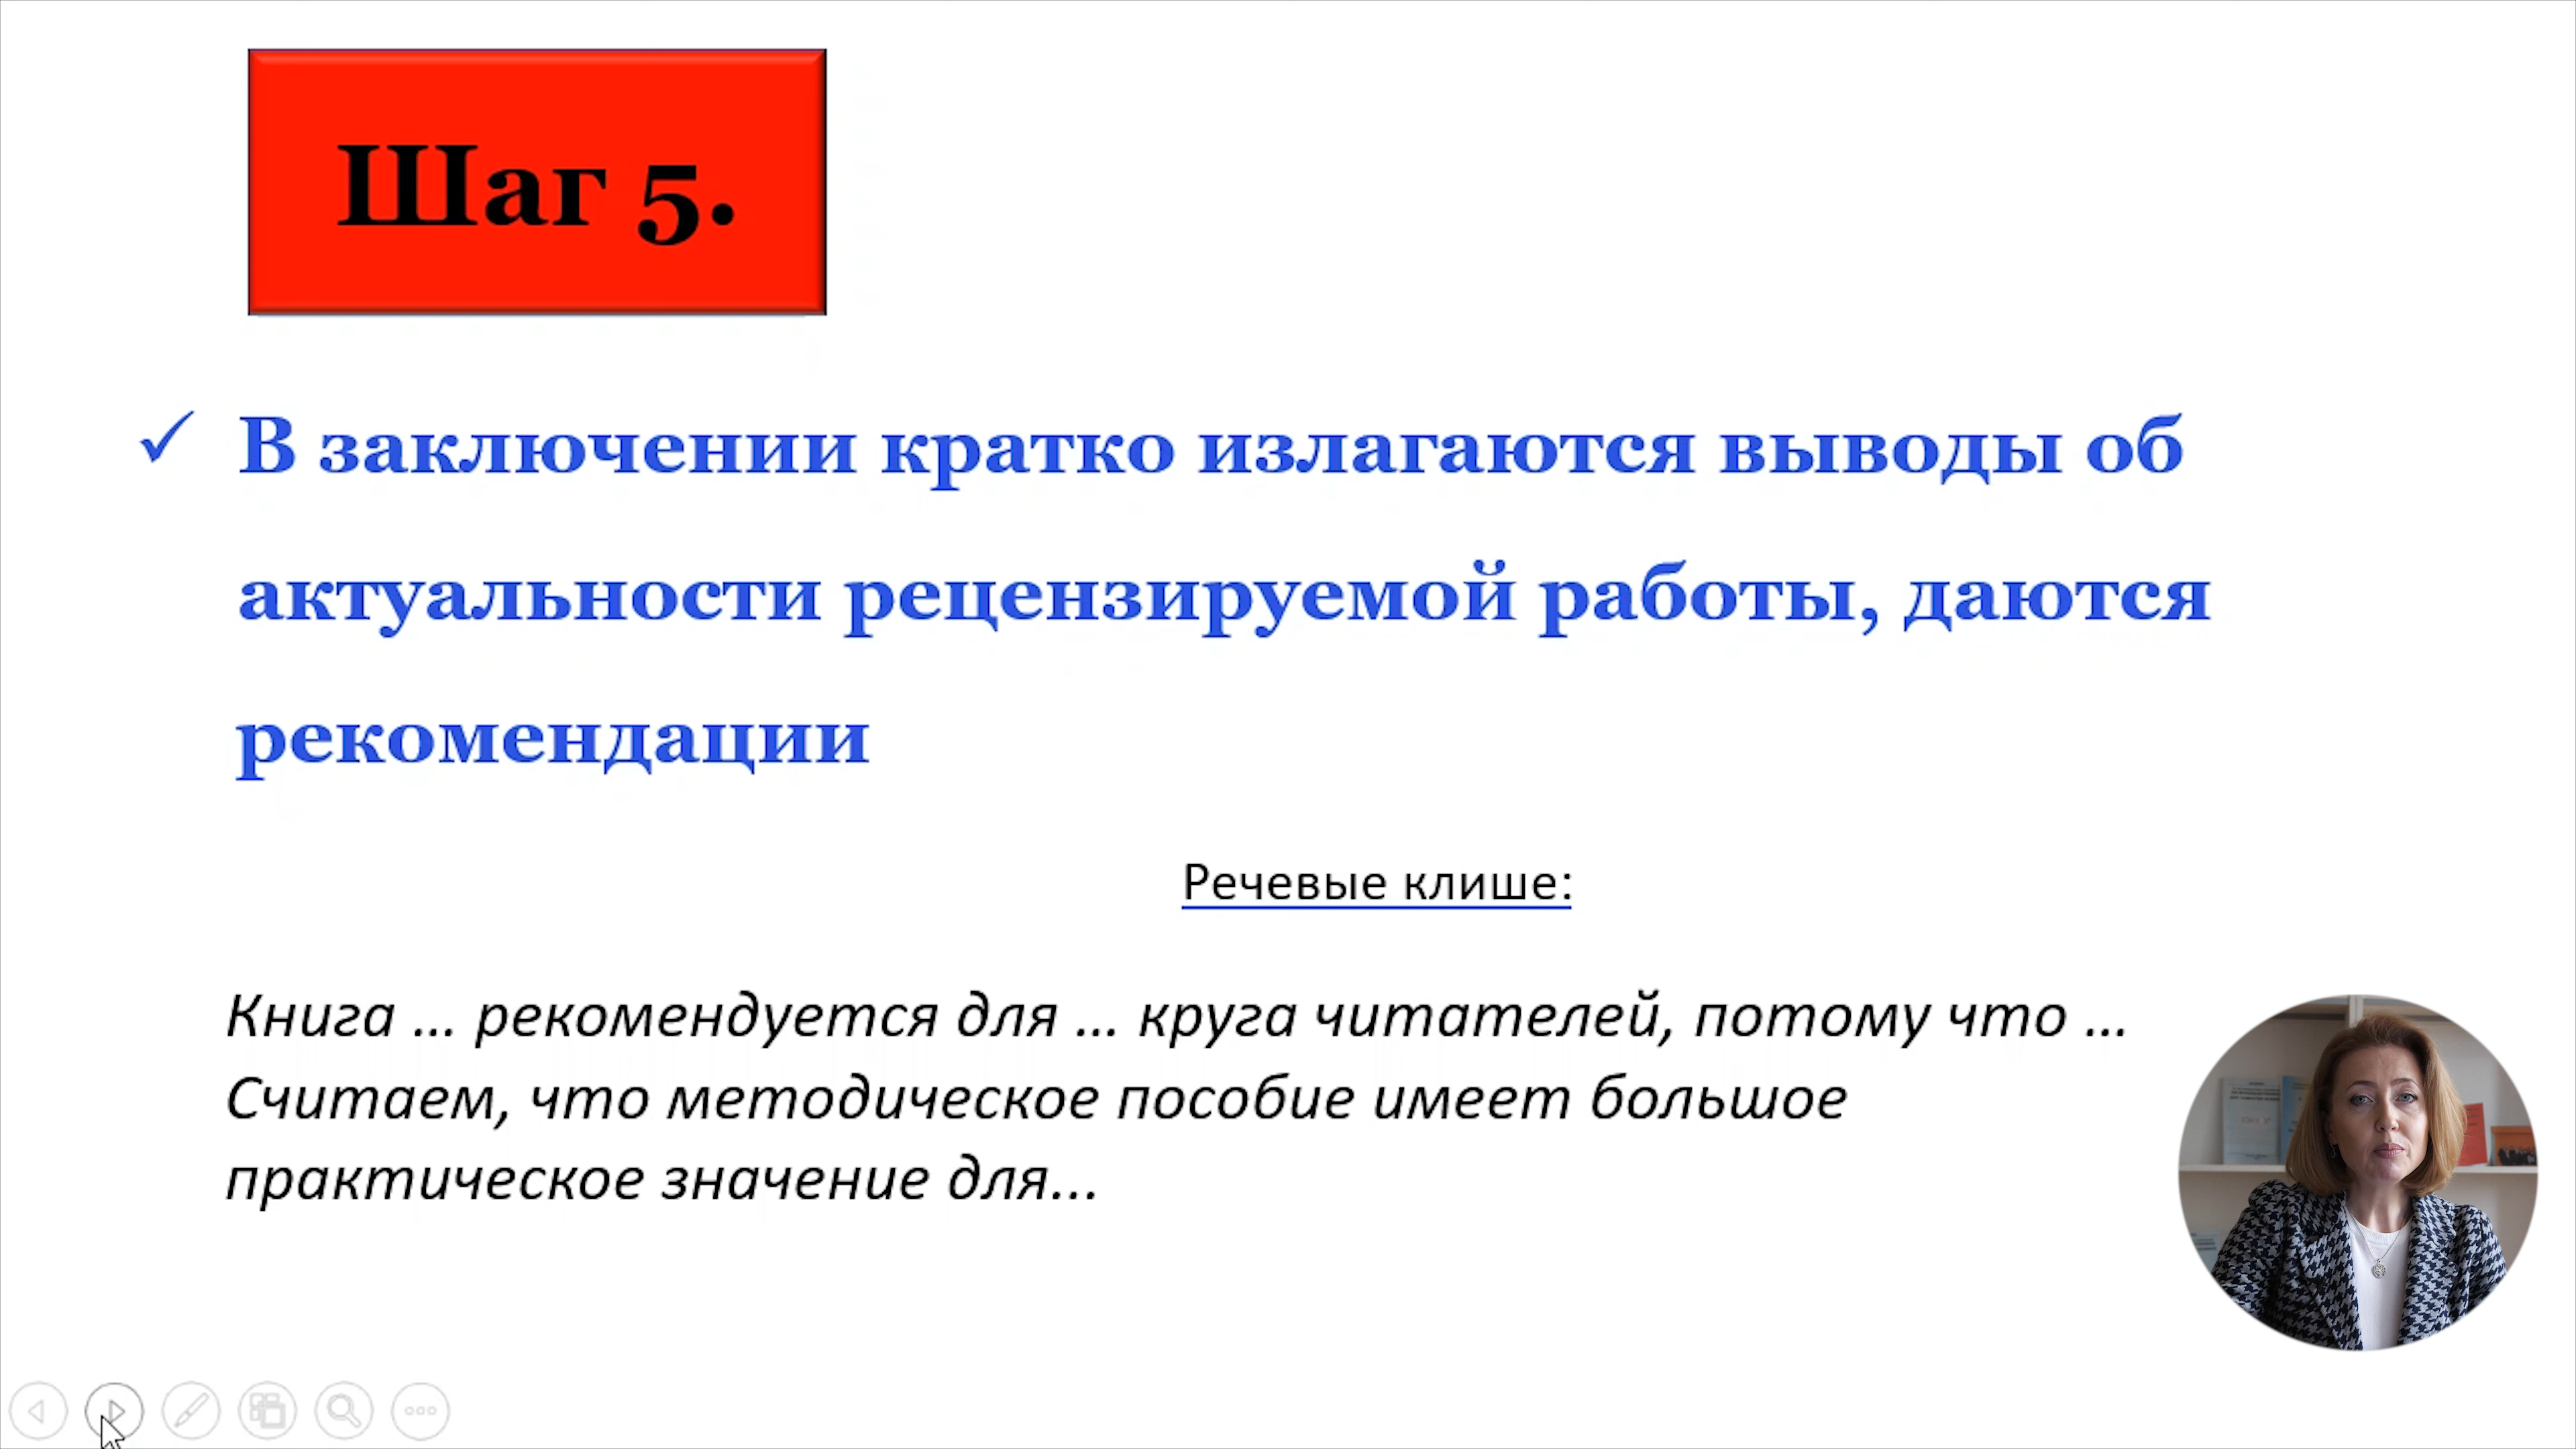 Шаг 5.
✓ В заключении кратко излагаются выводы об
актуальности рецензируемой работы, даются
рекомендации
Речевые клише:
Книга ... рекомендуется для ... круга читателей, потому что ...
Считаем, что методическое пособие имеет большое
практическое значение для...